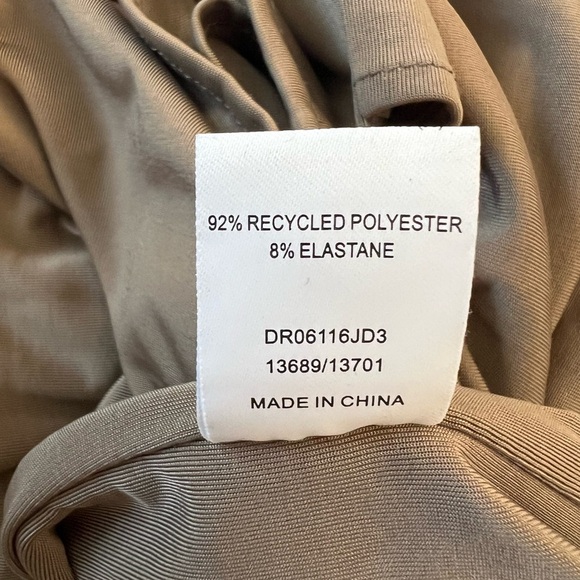 92% RECYCLED POLYESTER
8% ELASTANE
DR06116JD3
13689/13701
MADE IN CHINA